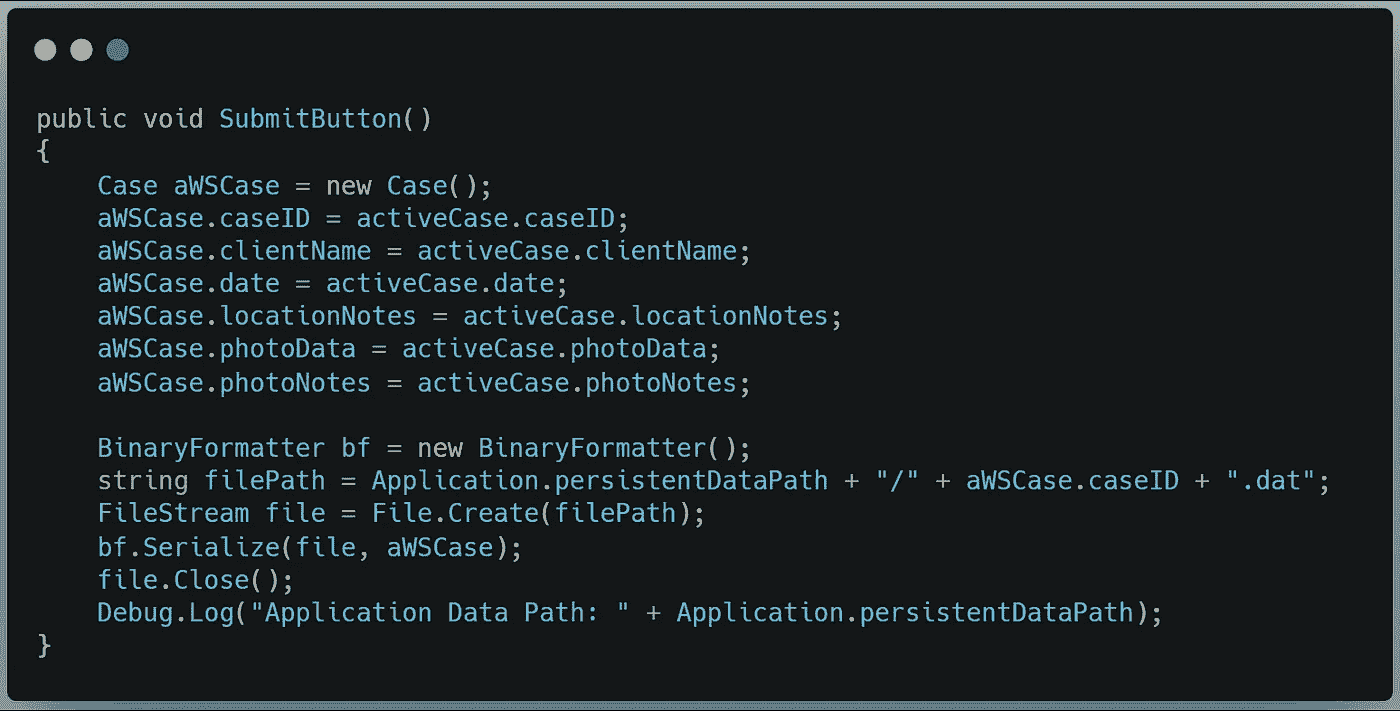 public void SubmitButton()
{
    Case aWSCase = new Case();
    aWSCase.caseID = activeCase.caseID;
    aWSCase.clientName = activeCase.clientName;
    aWSCase.date = activeCase.date;
    aWSCase.locationNotes = activeCase.locationNotes;
    aWSCase.photoData = activeCase.photoData;
    aWSCase.photoNotes = activeCase.photoNotes;

    BinaryFormatter bf = new BinaryFormatter();
    string filePath = Application.persistentDataPath + "/" + aWSCase.caseID + ".dat";
    FileStream file = File.Create(filePath);
    bf.Serialize(file, aWSCase);
    file.Close();
    Debug.Log("Application Data Path: " + Application.persistentDataPath);
}